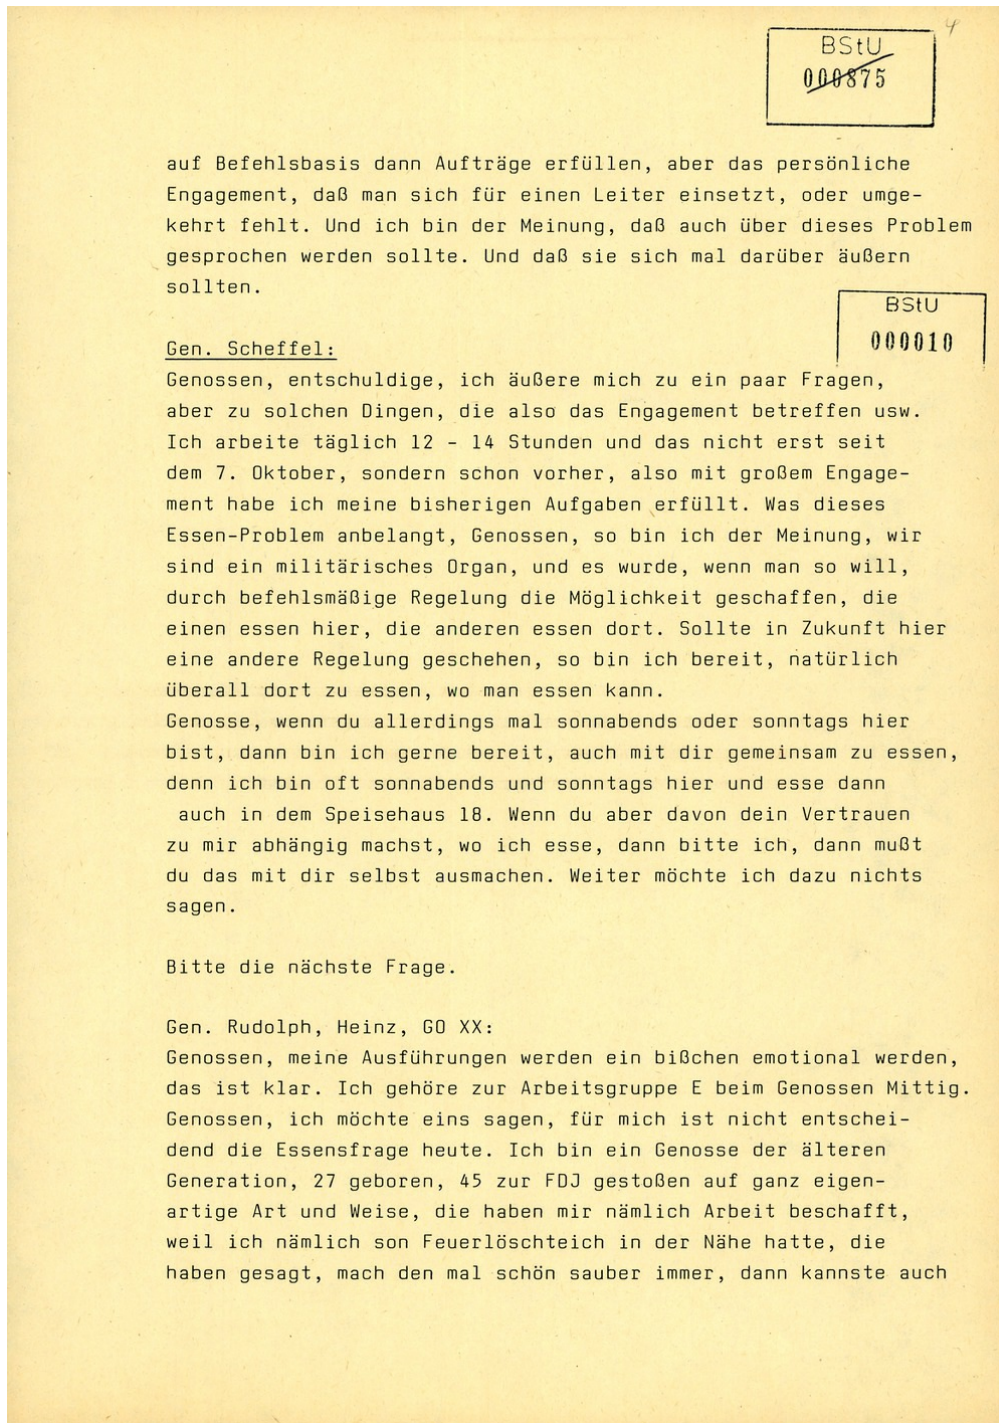 4
BStU
000875
auf Befehlsbasis dann Aufträge erfüllen, aber das persönliche
Engagement, daß man sich für einen Leiter einsetzt, oder umge-
kehrt fehlt. Und ich bin der Meinung, daß auch über dieses Problem
gesprochen werden sollte. Und daß sie sich mal darüber äußern
sollten.
BStU
000010
Gen. Scheffel:
Genossen, entschuldige, ich äußere mich zu ein paar Fragen,
aber zu solchen Dingen, die also das Engagement betreffen usw.
Ich arbeite täglich 12 - 14 Stunden und das nicht erst seit
dem 7. Oktober, sondern schon vorher, also mit großem Engage-
ment habe ich meine bisherigen Aufgaben erfüllt. Was dieses
Essen-Problem anbelangt, Genossen, so bin ich der Meinung, wir
sind ein militärisches Organ, und es wurde, wenn man so will,
durch befehlsmäßige Regelung die Möglichkeit geschaffen, die
einen essen hier, die anderen essen dort. Sollte in Zukunft hier
eine andere Regelung geschehen, so bin ich bereit, natürlich
überall dort zu essen, wo man essen kann.
Genosse, wenn du allerdings mal sonnabends oder sonntags hier
bist, dann bin ich gerne bereit, auch mit dir gemeinsam zu essen,
denn ich bin oft sonnabends und sonntags hier und esse dann
auch in dem Speisehaus 18. Wenn du aber davon dein Vertrauen
zu mir abhängig machst, wo ich esse, dann bitte ich, dann mußt
du das mit dir selbst ausmachen. Weiter möchte ich dazu nichts
sagen.
Bitte die nächste Frage.
Gen. Rudolph, Heinz, GO XX:
Genossen, meine Ausführungen werden ein bißchen emotional werden,
das ist klar. Ich gehöre zur Arbeitsgruppe E beim Genossen Mittig.
Genossen, ich möchte eins sagen, für mich ist nicht entschei-
dend die Essensfrage heute. Ich bin ein Genosse der älteren
Generation, 27 geboren, 45 zur FDJ gestoßen auf ganz eigen-
artige Art und Weise, die haben mir nämlich Arbeit beschafft,
weil ich nämlich son Feuerlöschteich in der Nähe hatte, die
haben gesagt, mach den mal schön sauber immer, dann kannste auch